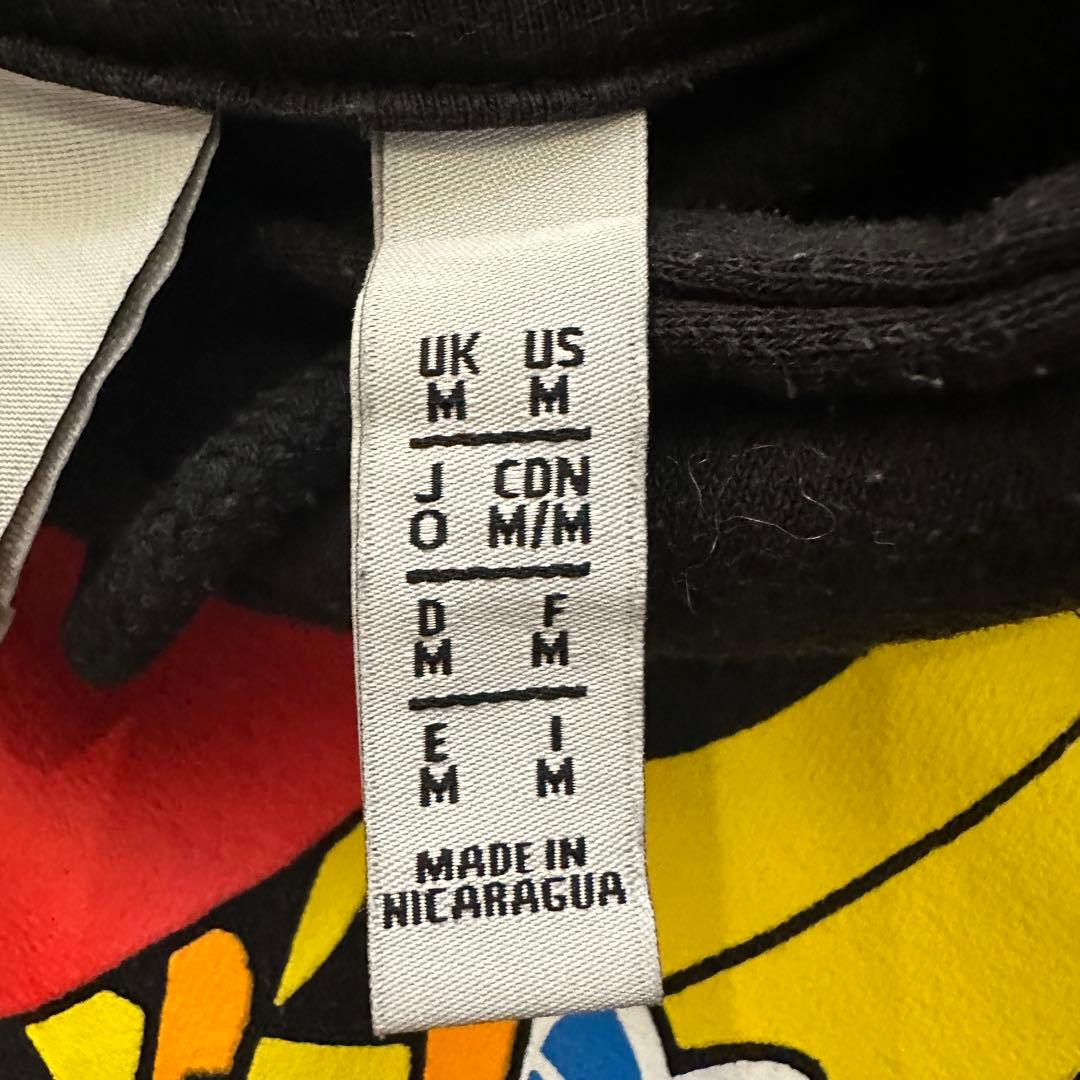 UK US
M M
J CDN
O M/M
D F
M M
E I
M M
MADE IN
NICARAGUA